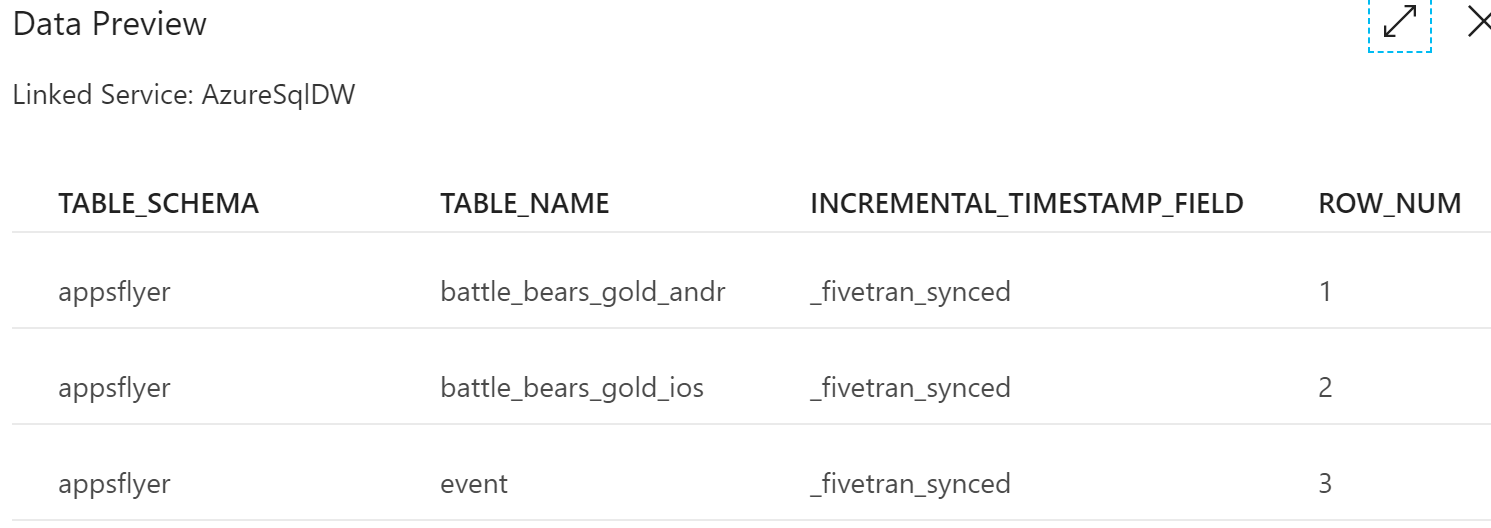 Data Preview
Linked Service: AzureSqlDW
TABLE_SCHEMA TABLE_NAME INCREMENTAL_TIMESTAMP_FIELD ROW_NUM
appsflyer battle_bears_gold_andr _fivetran_synced 1
appsflyer battle_bears_gold_ios _fivetran_synced 2
appsflyer event _fivetran_synced 3